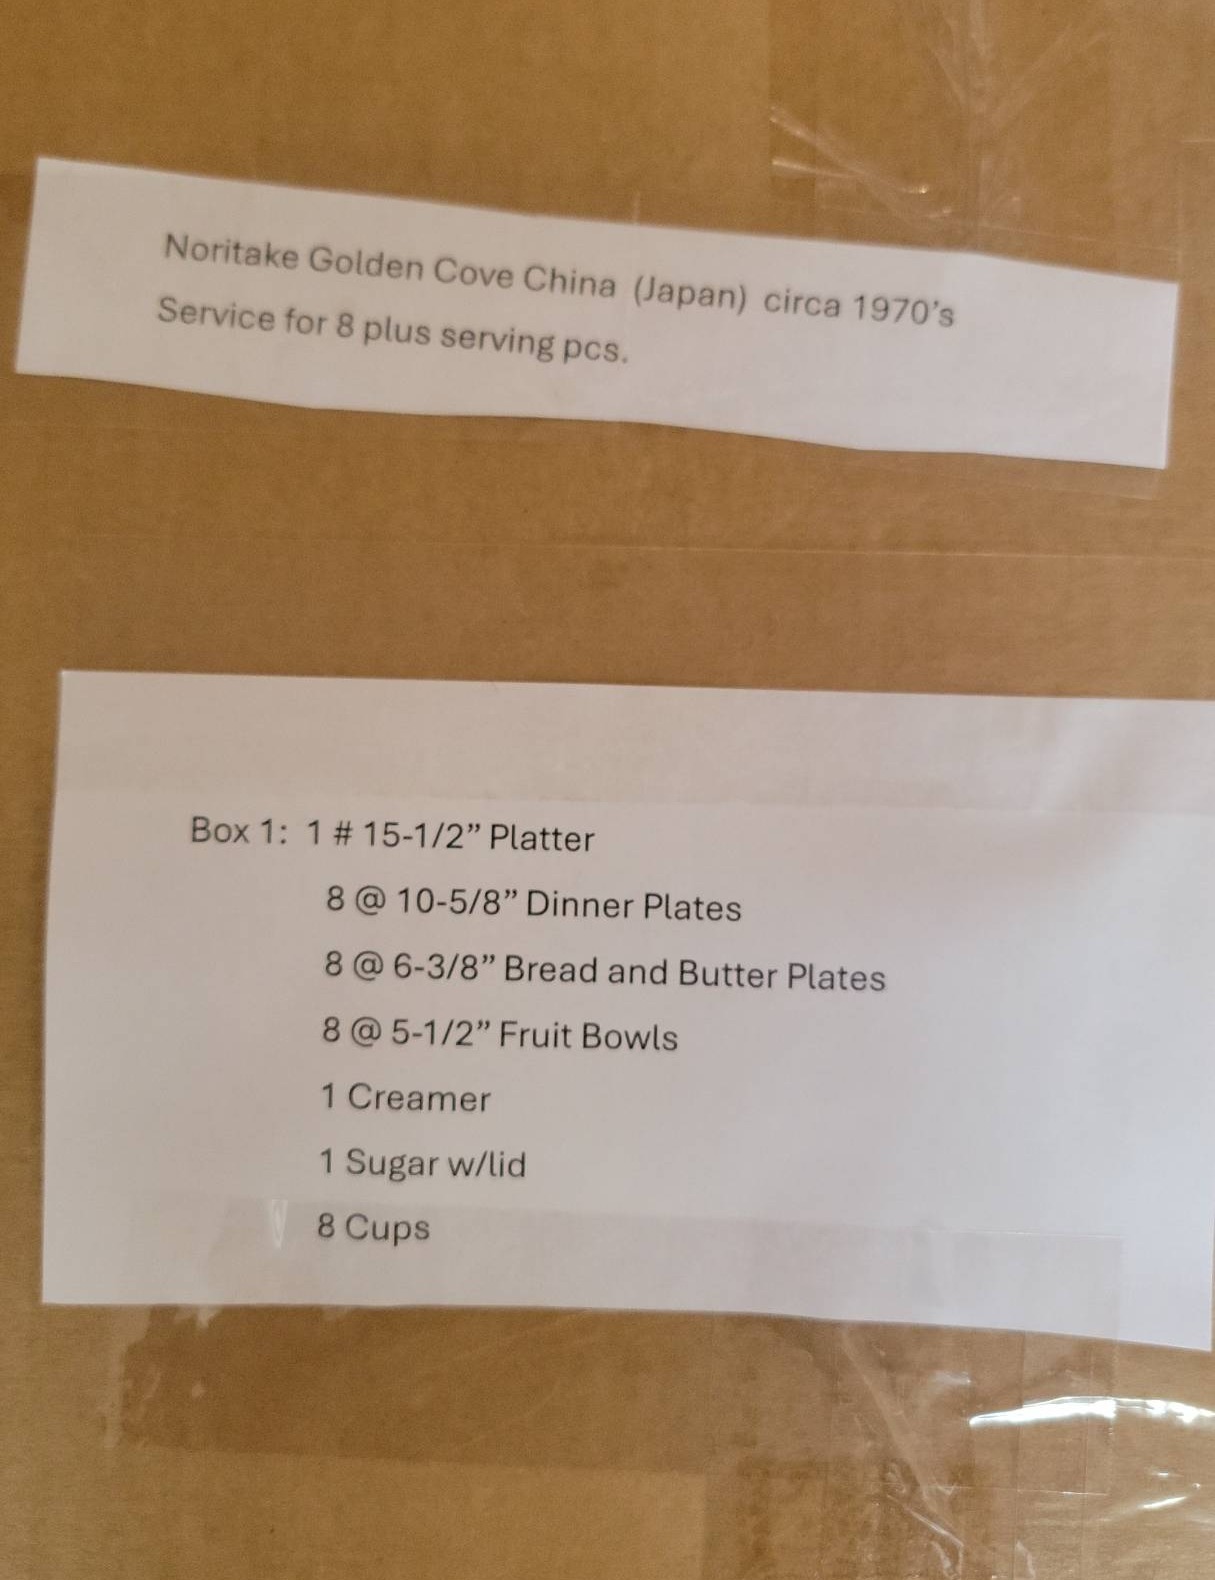 Noritake Golden Cove China (Japan) circa 1970’s
Service for 8 plus serving pcs.
Box 1: 1 # 15-1/2” Platter
8 @ 10-5/8” Dinner Plates
8 @ 6-3/8” Bread and Butter Plates
8 @ 5-1/2” Fruit Bowls
1 Creamer
1 Sugar w/lid
8 Cups